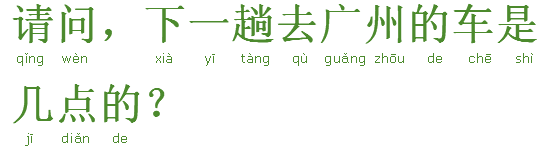 请问，下一趟去广州的车是
qǐng wèn xià yī tàng qù guǎng zhōu de chē shì
几点的？
jī diǎn de